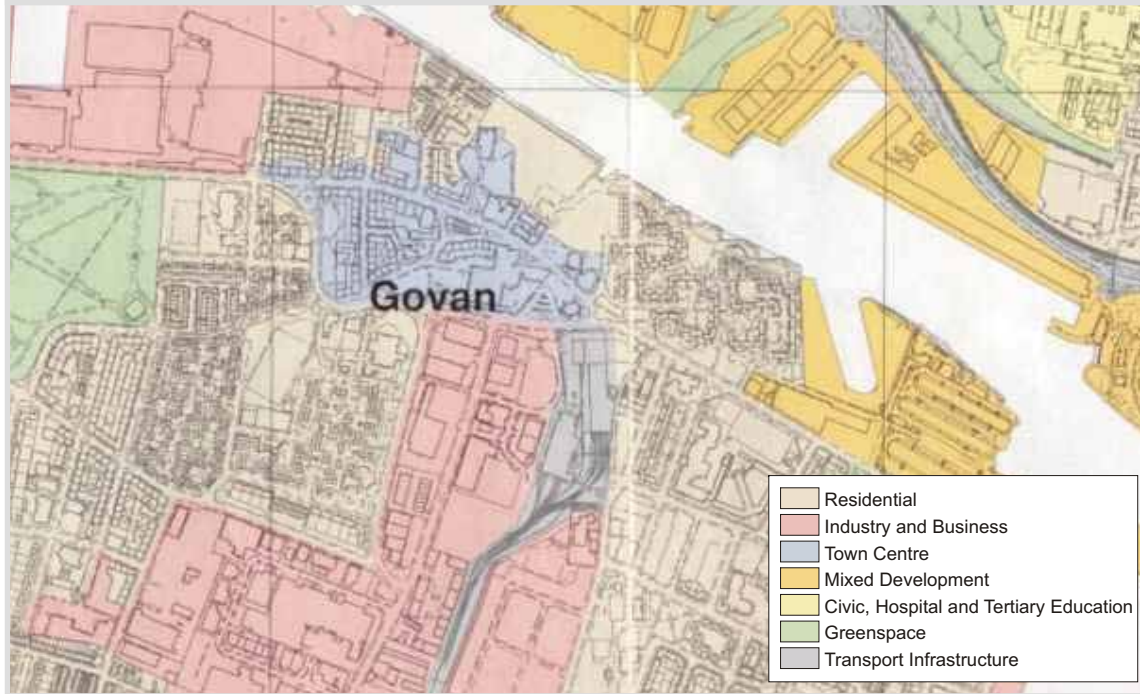 Govan
Residential
Industry and Business
Town Centre
Mixed Development
Civic, Hospital and Tertiary Education
Greenspace
Transport Infrastructure